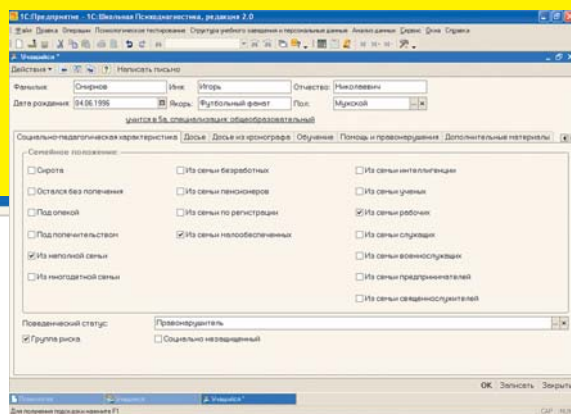 1С:Предприятие - 1С:Школьная Психодиагностика, редакция 2.0
Файл Правка Операции Психологическое тестирование Структура учебного заведения и персональные данные Анализ данных Сервис Окна Справка
Учащийся *
Действия Написать письмо
Фамилия: Смирнов Имя: Игорь Отчество: Николаевич
Дата рождения: 04.06.1996 Якорь: Футбольный фанат Пол: Мужской
учится в 5а, специализация: общеобразовательный
Социально-педагогическая характеристика Досье Досье из хронографа Обучение Помощь и правонарушения Дополнительные материалы
Семейное положение:
Сирота Из семьи безработных Из семьи интеллигенции
Остался без попечения Из семьи пенсионеров Из семьи ученых
Под опекой Из семьи по регистрации Из семьи рабочих
Под попечительством Из семьи малообеспеченных Из семьи служащих
Из неполной семьи Из семьи военнослужащих
Из многодетной семьи Из семьи предпринимателей
Из семьи священнослужителей
Поведенческий статус: Правонарушитель
Группа риска Социально незащищенный
OK Записать Закрыть
Учащийся *
CAP